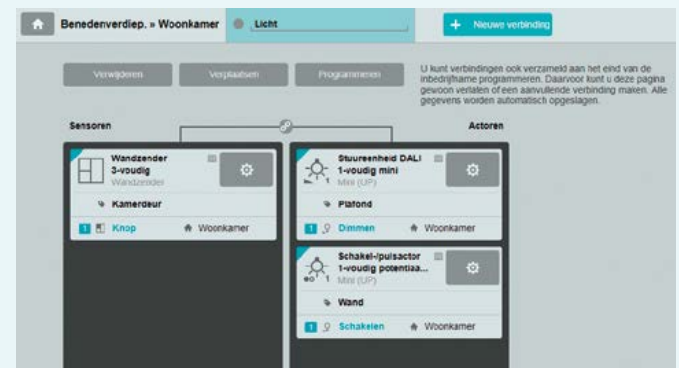 Benedenverdiep. » Woonkamer
Licht
+ Nieuwe verbinding
Verwijderen
Verplaatsen
Programmeren
U kunt verbindingen ook verzameld aan het eind van de
inbedrijfname programmeren. Daarvoor kunt u deze pagina
gewoon verlaten of een aanvullende verbinding maken. Alle
gegevens worden automatisch opgeslagen.
Sensoren
Actoren
Wandzender
3-voudig
Wandzender
Kamerdeur
1 Knop
Woonkamer
Stuureenheid DALI
1-voudig mini
Mini (UP)
Plafond
1 Dimmen
Woonkamer
Schakel-/pulsactor
1-voudig potentiaa...
Mini (UP)
Wand
1 Schakelen
Woonkamer